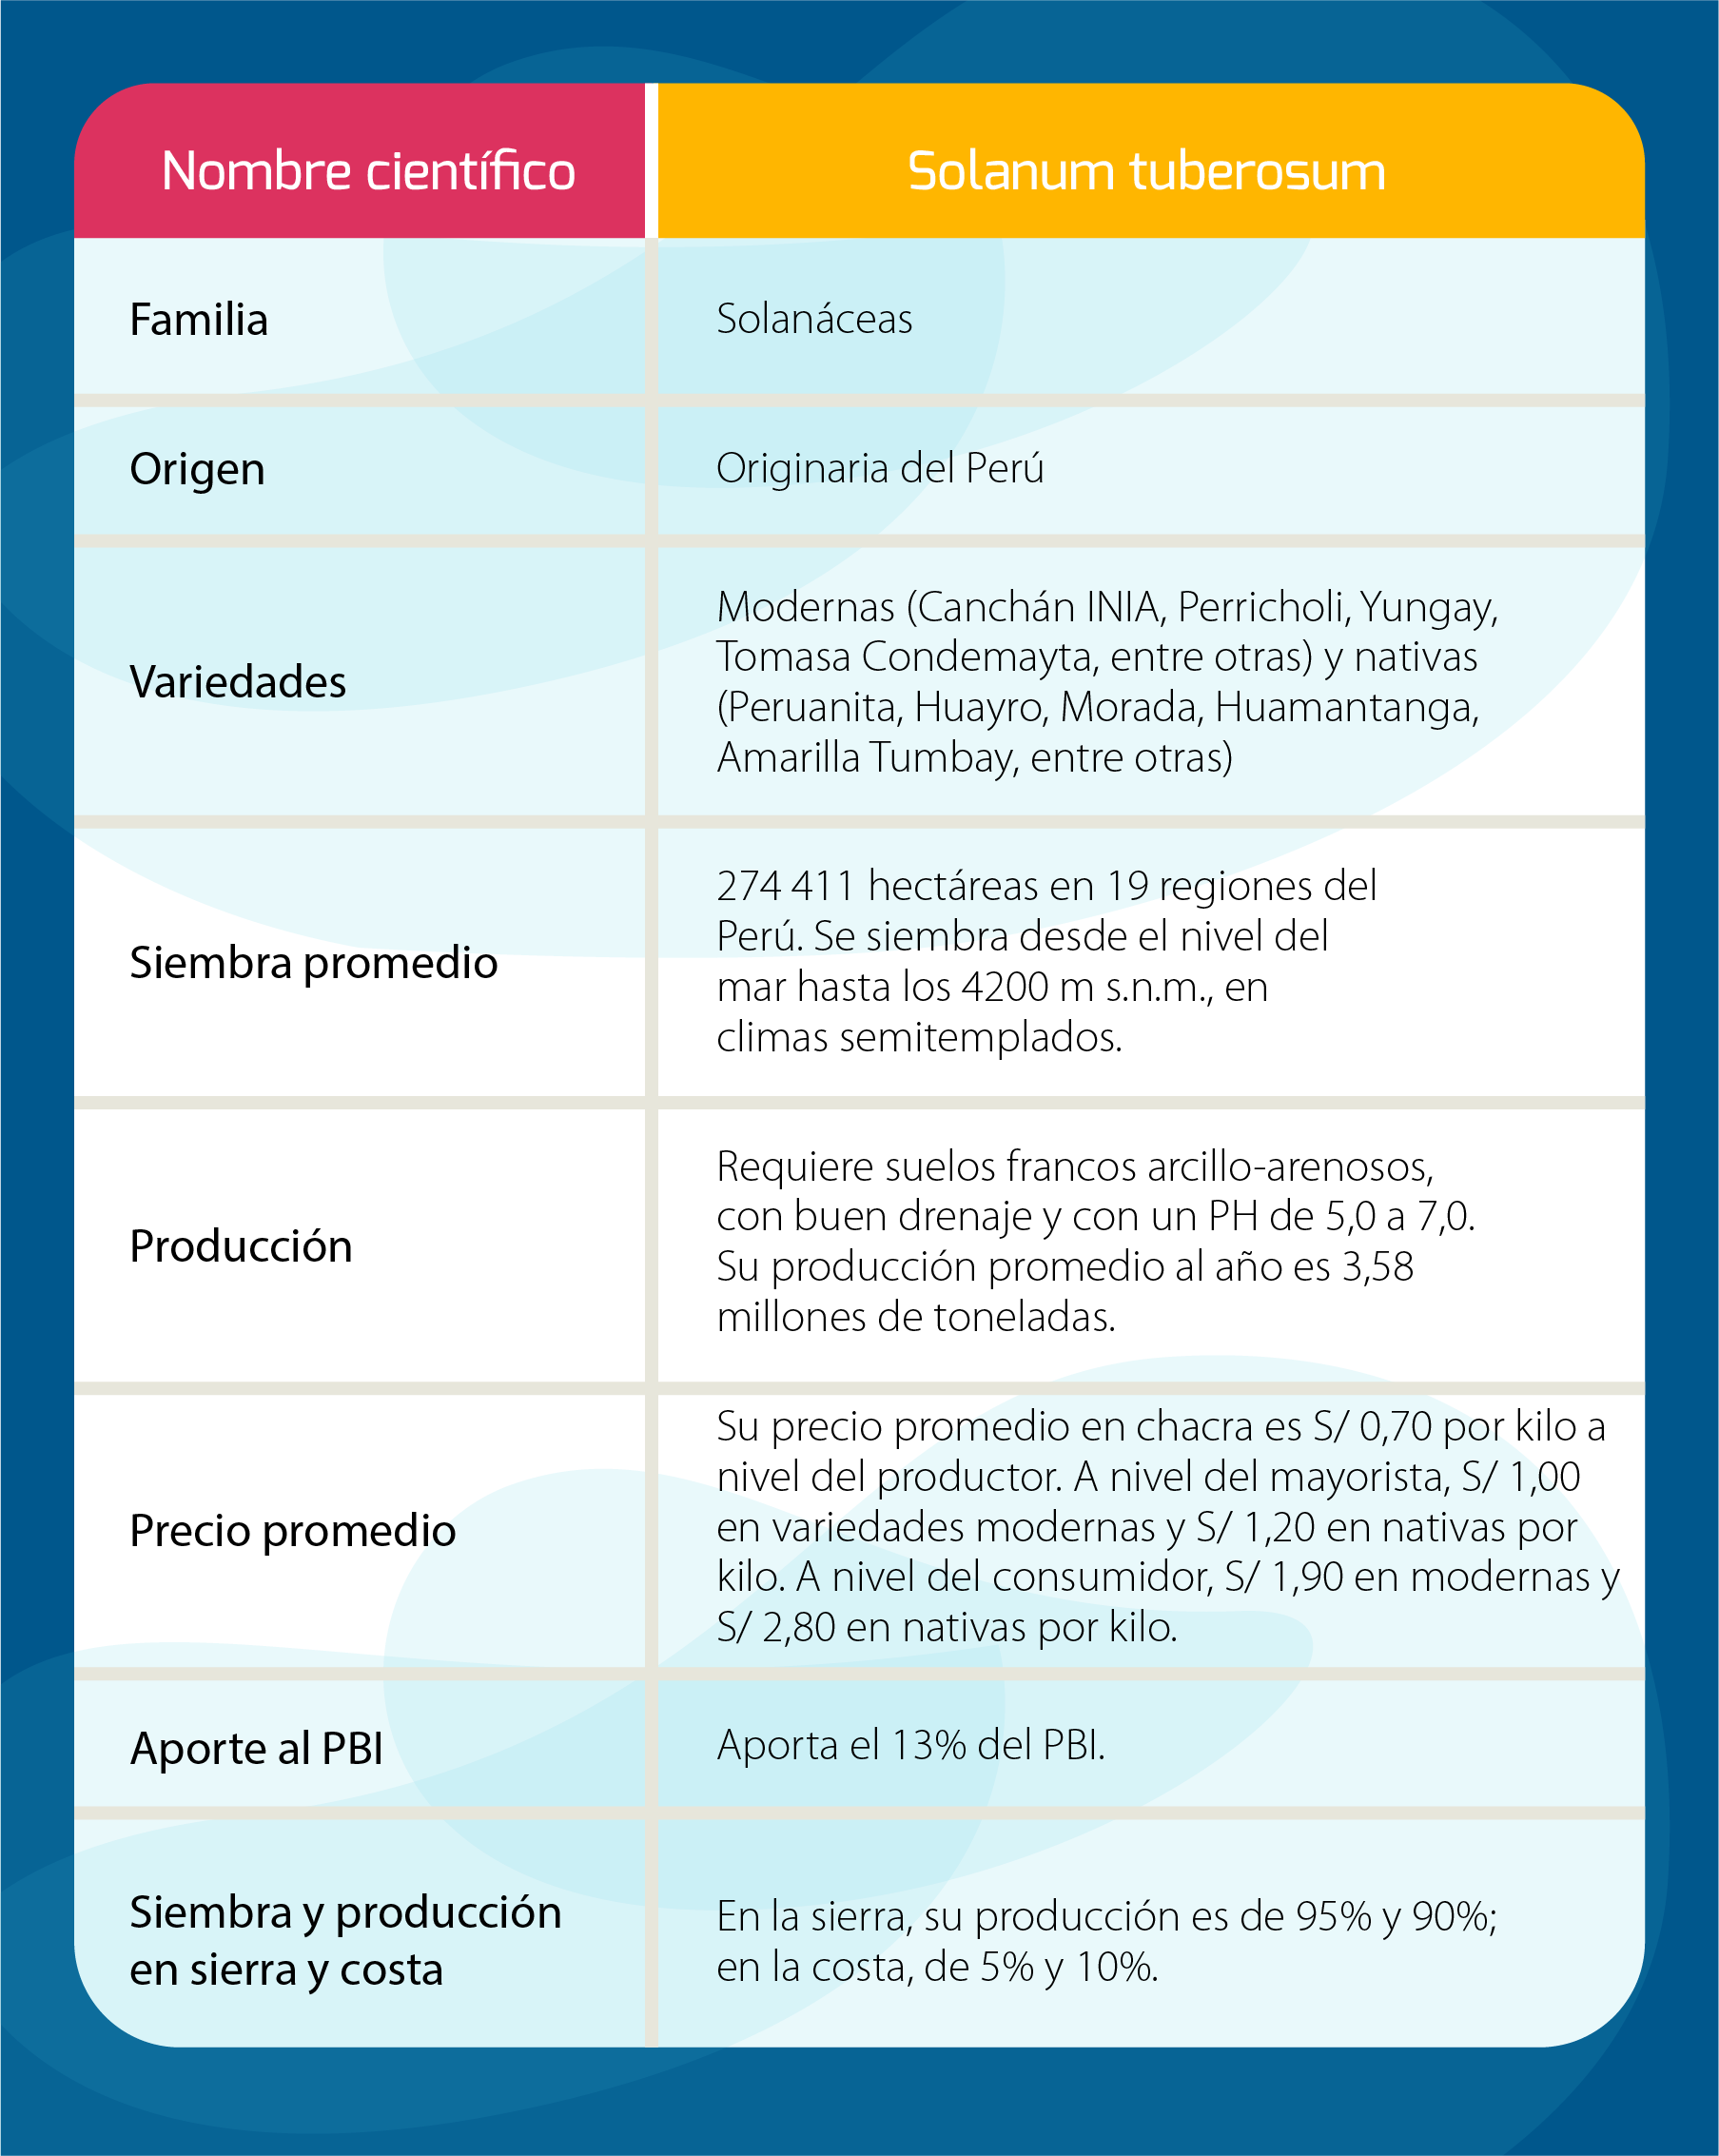 Nombre científico
Solanum tuberosum
Familia
Solanáceas
Origen
Originaria del Perú
Variedades
Modernas (Canchán INIA, Perricholi, Yungay,
Tomasa Condemayta, entre otras) y nativas
(Peruanita, Huayro, Morada, Huamantanga,
Amarilla Tumbay, entre otras)
Siembra promedio
274 411 hectáreas en 19 regiones del
Perú. Se siembra desde el nivel del
mar hasta los 4200 m s.n.m., en
climas semitemplados.
Producción
Requiere suelos francos arcillo-arenosos,
con buen drenaje y con un PH de 5,0 a 7,0.
Su producción promedio al año es 3,58
millones de toneladas.
Precio promedio
Su precio promedio en chacra es S/ 0,70 por kilo a
nivel del productor. A nivel del mayorista, S/ 1,00
en variedades modernas y S/ 1,20 en nativas por
kilo. A nivel del consumidor, S/ 1,90 en modernas y
S/ 2,80 en nativas por kilo.
Aporte al PBI
Aporta el 13% del PBI.
Siembra y producción
en sierra y costa
En la sierra, su producción es de 95% y 90%;
en la costa, de 5% y 10%.